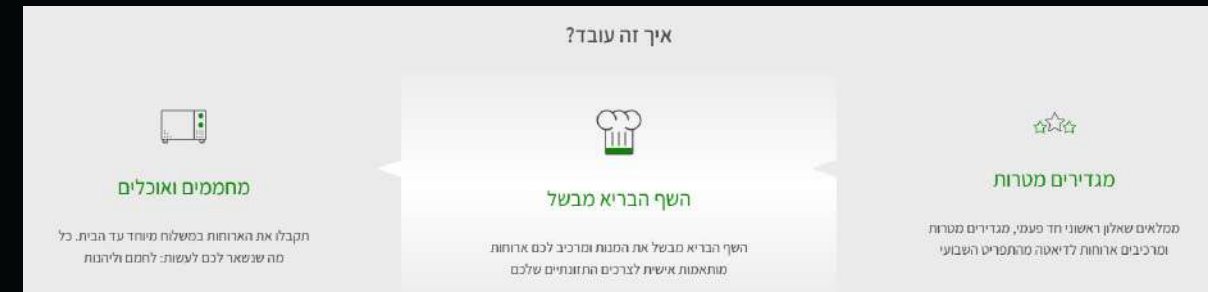 איך זה עובד?
מגדירים מטרות
ממלאים שאלון ראשוני חד פעמי, מגדירים מטרות
ומרכיבים ארוחות לדיאטה מהתפריט השבועי
השף הבריא מבשל
השף הבריא מבשל את המנות ומרכיב לכם ארוחות
מותאמות אישית לצרכים התזונתיים שלכם
מחממים ואוכלים
תקבלו את הארוחות במשלוח מיוחד עד הבית. כל
מה שנשאר לכם לעשות: לחמם וליהנות